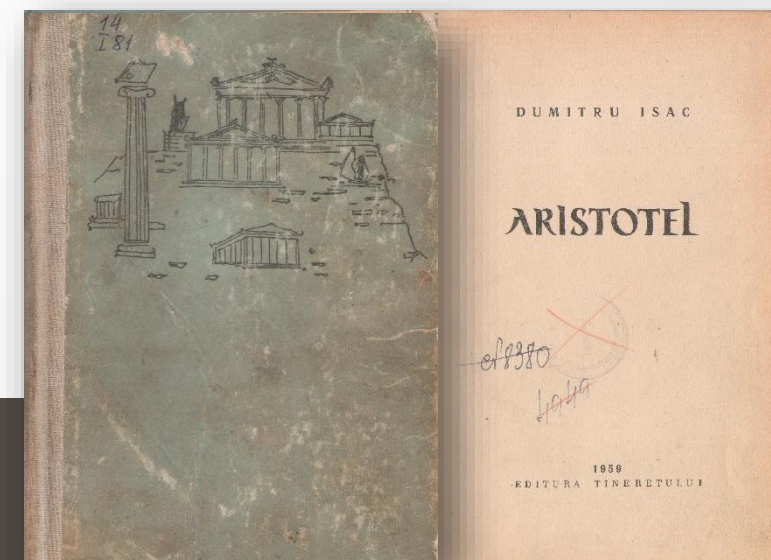 14
I 81
DUMITRU ISAC
ARISTOTEL
1959
EDITURA TINERETULUI